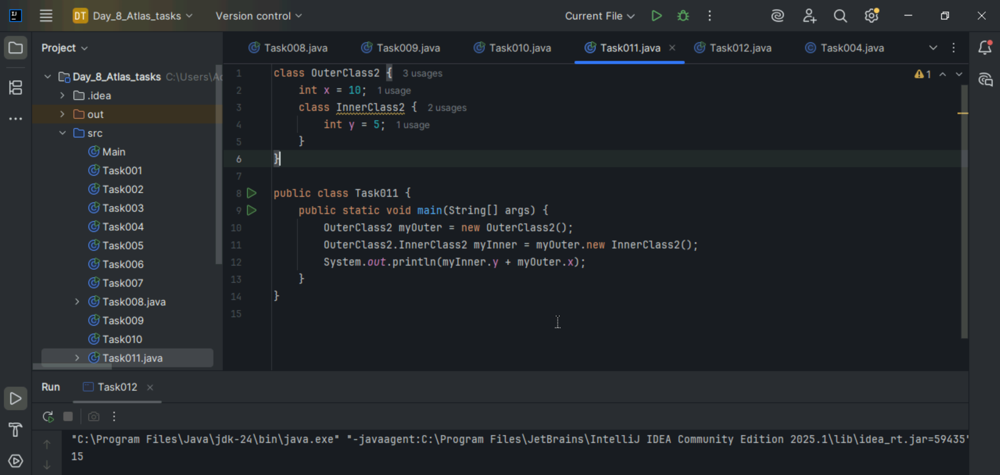 DT Day_8_Atlas_tasks Version control Current File
Project
Task008.java Task009.java Task010.java Task011.java Task012.java Task004.java
Day_8_Atlas_tasks C:\Users\Ac
.idea
out
src
Main
Task001
Task002
Task003
Task004
Task005
Task006
Task007
Task008.java
Task009
Task010
Task011.java
1 class OuterClass2 { 3 usages
2 int x = 10; 1 usage
3 class InnerClass2 { 2 usages
4 int y = 5; 1 usage
5 }
6 }
7
8 public class Task011 {
9 public static void main(String[] args) {
10 OuterClass2 myOuter = new OuterClass2();
11 OuterClass2.InnerClass2 myInner = myOuter.new InnerClass2();
12 System.out.println(myInner.y + myOuter.x);
13 }
14 }
15
1
Run Task012
"C:\Program Files\Java\jdk-24\bin\java.exe" "-javaagent:C:\Program Files\JetBrains\IntelliJ IDEA Community Edition 2025.1\lib\idea_rt.jar=59435"
15